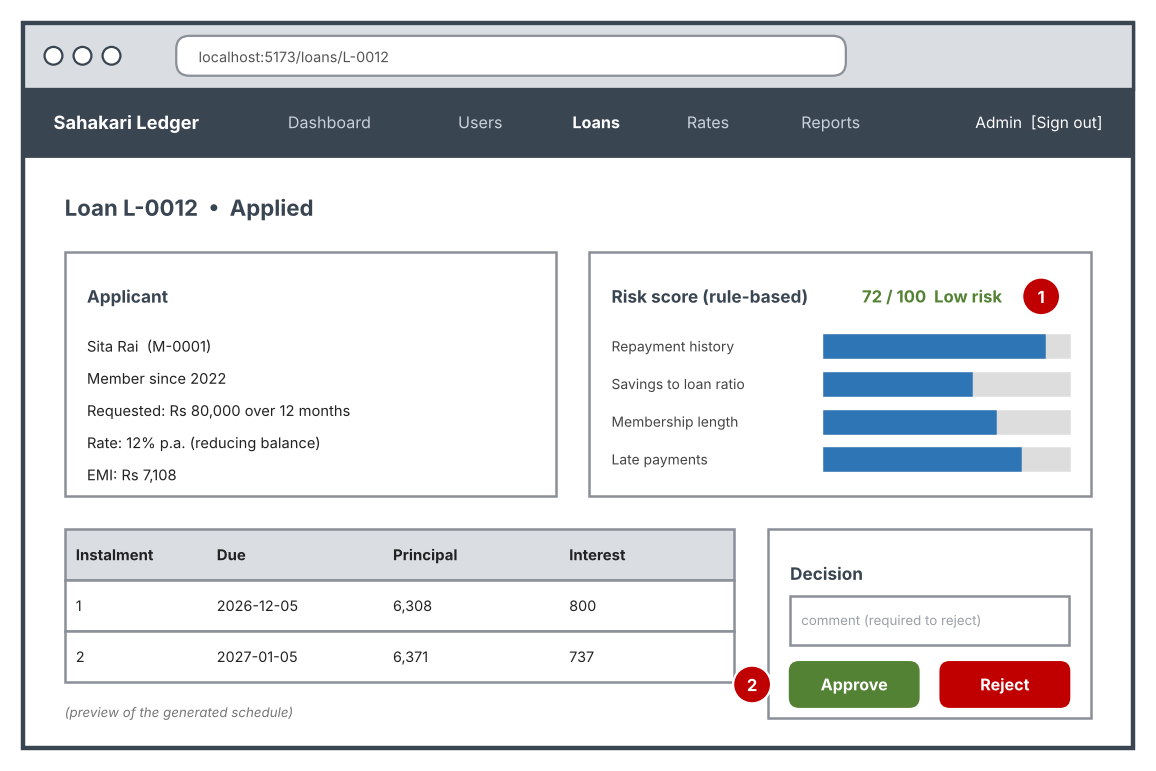 localhost:5173/loans/L-0012
Sahakari Ledger Dashboard Users Loans Rates Reports Admin [Sign out]
Loan L-0012 • Applied
Applicant
Sita Rai (M-0001)
Member since 2022
Requested: Rs 80,000 over 12 months
Rate: 12% p.a. (reducing balance)
EMI: Rs 7,108
Risk score (rule-based) 72 / 100 Low risk 1
Repayment history
Savings to loan ratio
Membership length
Late payments
Instalment Due Principal Interest
1 2026-12-05 6,308 800
2 2027-01-05 6,371 737
(preview of the generated schedule)
Decision
comment (required to reject)
2
Approve Reject